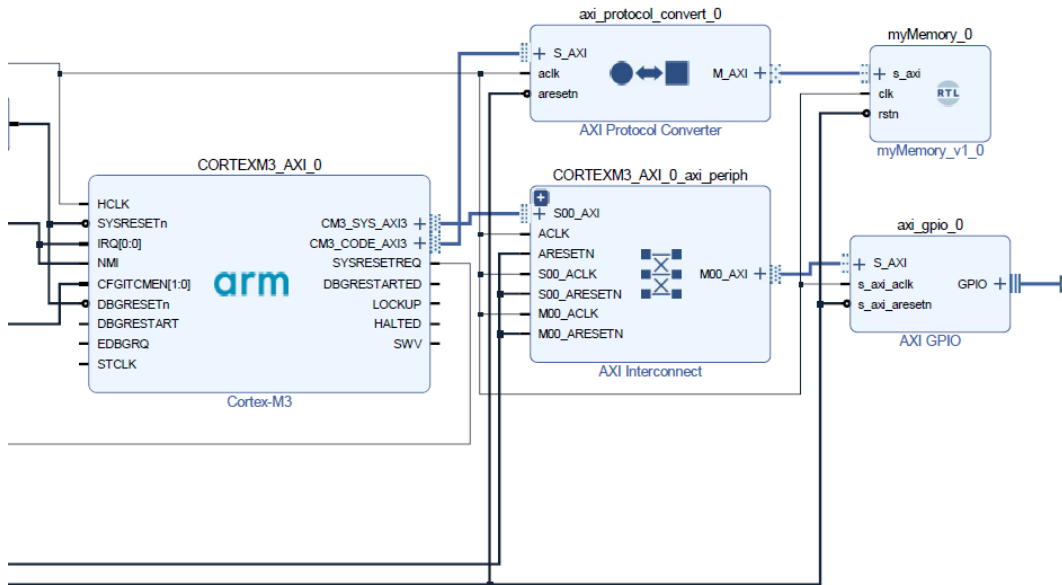 axi_protocol_convert_0
S_AXI
aclk
aresetn
M_AXI
AXI Protocol Converter
myMemory_0
s_axi
clk
rstn
RTL
myMemory_v1_0
CORTEXM3_AXI_0
HCLK
SYSRESETn
IRQ[0:0]
NMI
CFGITCMEN[1:0]
DBGRESETn
DBGRESTART
EDBGRQ
STCLK
arm
CM3_SYS_AXI3
CM3_CODE_AXI3
SYSRESETREQ
DBGRESTARTED
LOCKUP
HALTED
SWV
Cortex-M3
CORTEXM3_AXI_0_axi_periph
S00_AXI
ACLK
ARESETN
S00_ACLK
S00_ARESETN
M00_ACLK
M00_ARESETN
M00_AXI
AXI Interconnect
axi_gpio_0
S_AXI
s_axi_aclk
s_axi_aresetn
GPIO
AXI GPIO